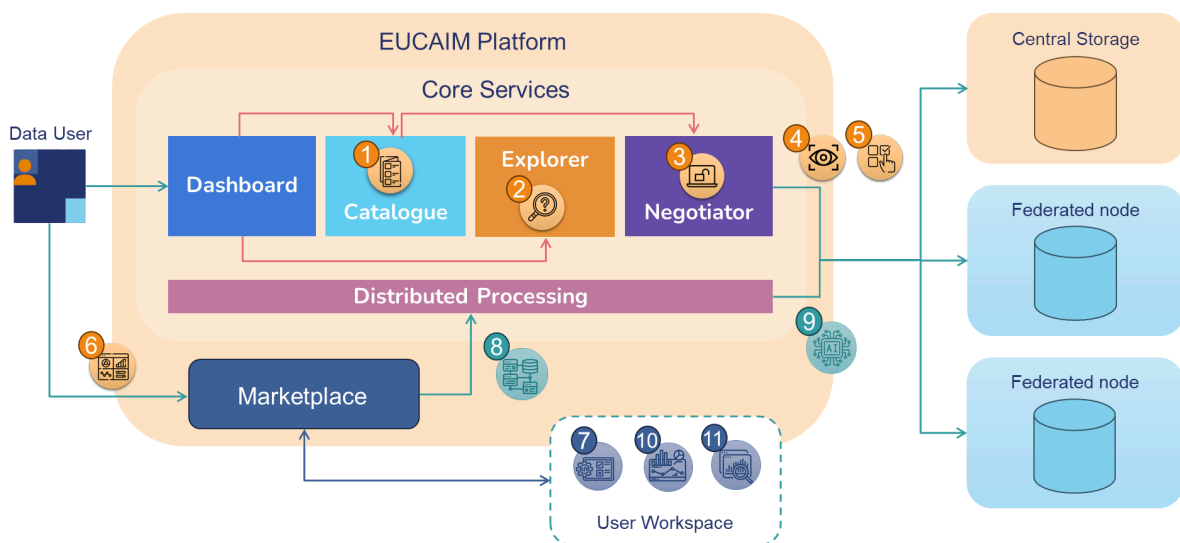 EUCAIM Platform
Central Storage
Core Services
Data User
1
2
3
4
5
Dashboard
Catalogue
Explorer
Negotiator
Federated node
Distributed Processing
6
8
9
AI
Marketplace
Federated node
7
10
11
User Workspace